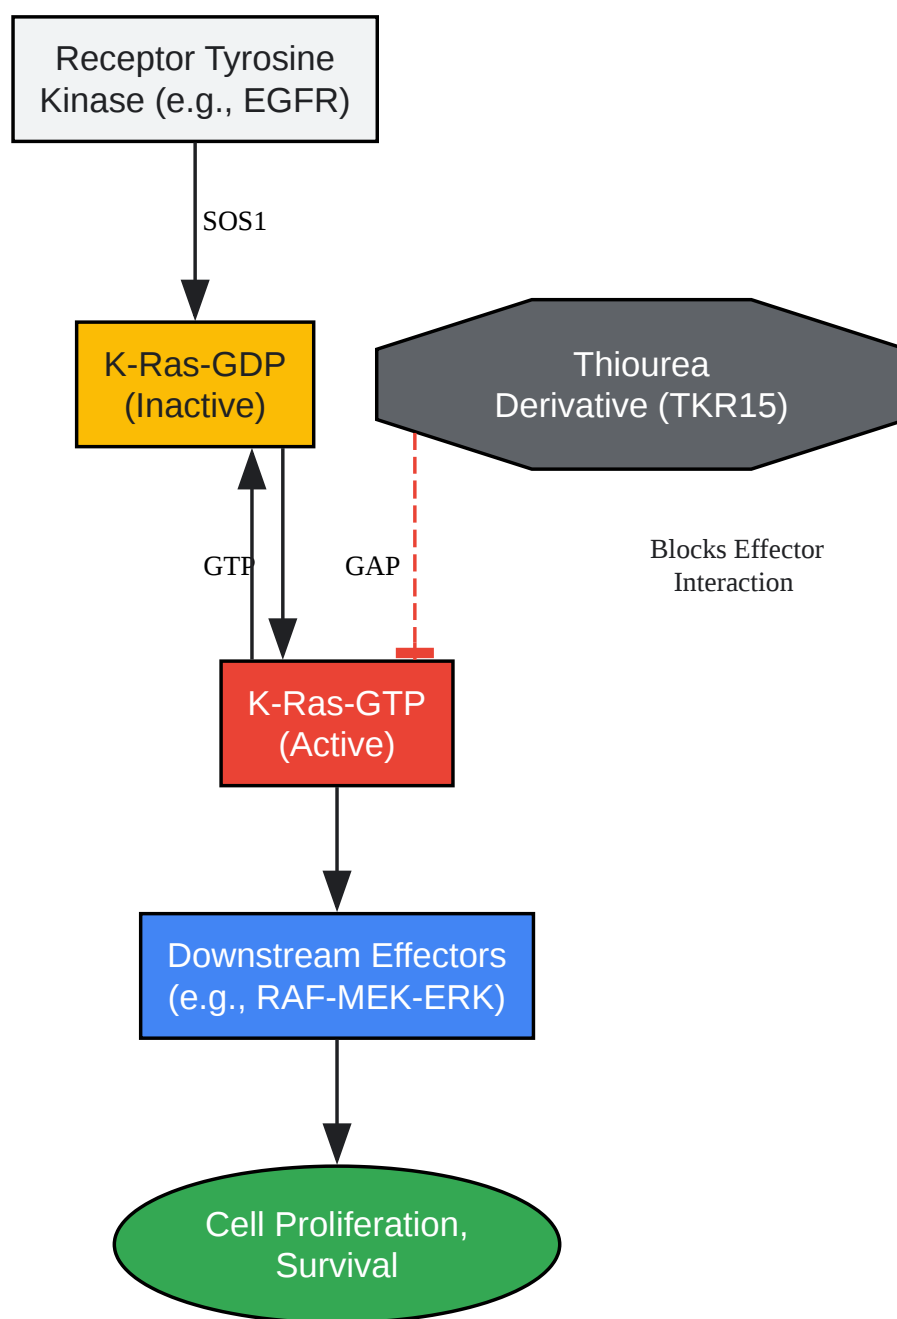 Receptor Tyrosine
Kinase (e.g., EGFR)
SOS1
K-Ras-GDP
(Inactive)
Thiourea
Derivative (TKR15)
GTP
GAP
Blocks Effector
Interaction
K-Ras-GTP
(Active)
Downstream Effectors
(e.g., RAF-MEK-ERK)
Cell Proliferation,
Survival